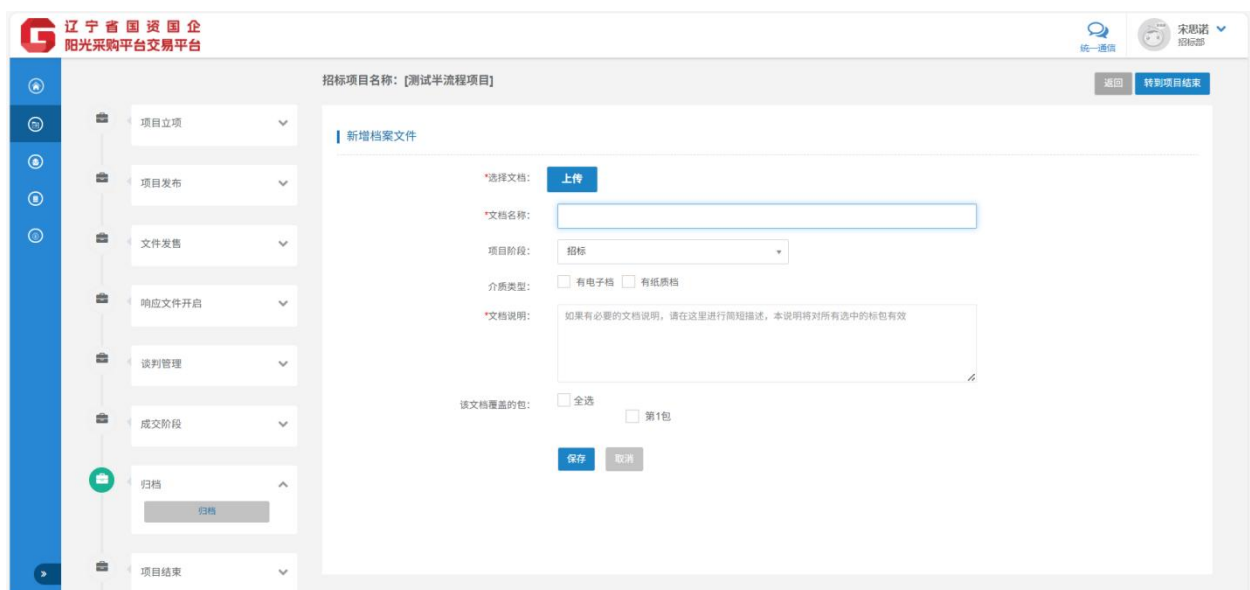 辽宁省国资国企
阳光采购平台交易平台
统一通信
宋思诺
招标部
招标项目名称：[测试半流程项目]
返回
转到项目结束
项目立项
项目发布
文件发售
响应文件开启
谈判管理
成交阶段
归档
归档
项目结束
新增档案文件
*选择文档：
上传
*文档名称：
项目阶段：
招标
介质类型：
有电子档
有纸质档
*文档说明：
如果有必要的文档说明，请在这里进行简短描述，本说明将对所有选中的标包有效
该文档覆盖的包：
全选
第1包
保存
取消